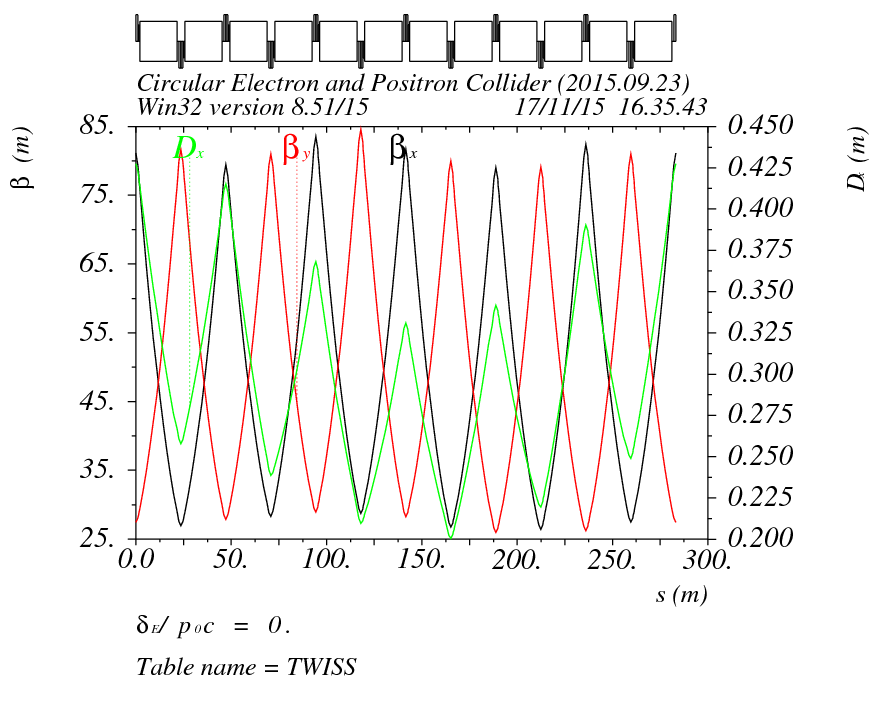 Circular Electron and Positron Collider (2015.09.23)
Win32 version 8.51/15 17/11/15 16.35.43
β (m)
85.
75.
65.
55.
45.
35.
25.
Dx
βy
βx
0.450
0.425
0.400
0.375
0.350
0.325
0.300
0.275
0.250
0.225
0.200
Dx (m)
0.0 50. 100. 150. 200. 250. 300.
s (m)
δE/ p0c = 0.
Table name = TWISS